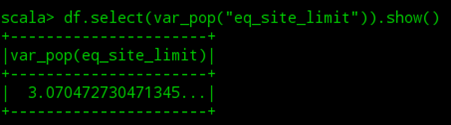 scala> df.select(var_pop("eq_site_limit")).show()
+----------------------+
|var_pop(eq_site_limit)|
+----------------------+
|  3.070472730471345...|
+----------------------+